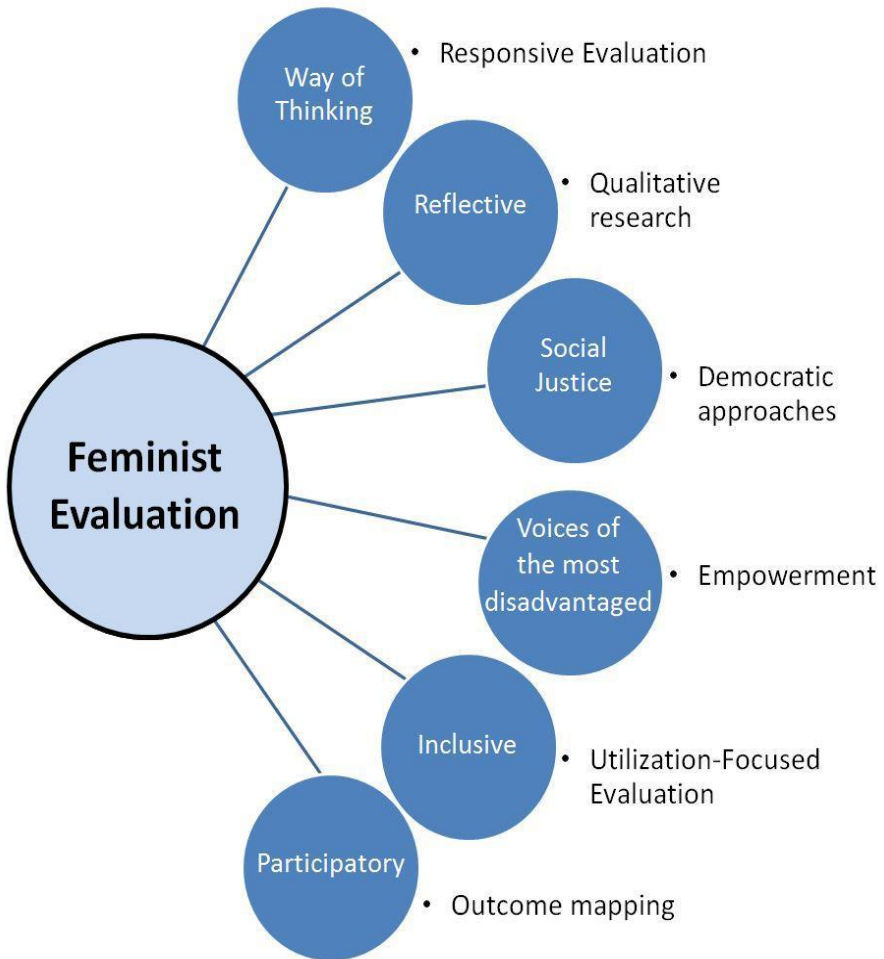 Way of
Thinking
• Responsive Evaluation
Reflective
• Qualitative
research
Social
Justice
• Democratic
approaches
Feminist
Evaluation
Voices of
the most
disadvantaged
• Empowerment
Inclusive
• Utilization-Focused
Evaluation
Participatory
• Outcome mapping